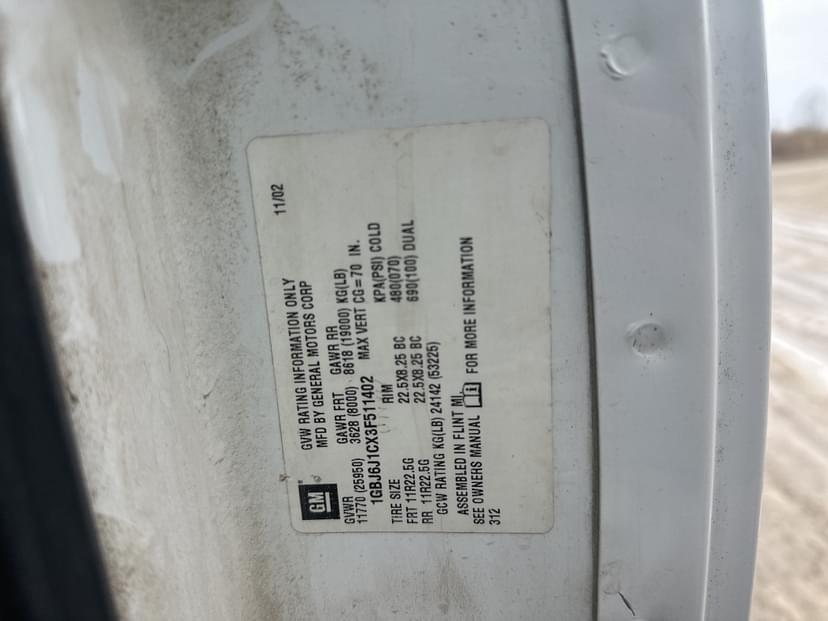 GM
GVW RATING INFORMATION ONLY 11/02
MFD BY GENERAL MOTORS CORP
GVWR GAWR FRT GAWR RR
11770 (25950) 3628 (8000) 8618 (19000) KG(LB)
1GBJ6J1CX3F511402 MAX VERT CG=70 IN.
TIRE SIZE RIM KPA(PSI) COLD
FRT 11R22.5G 22.5X8.25 BC 480(070)
RR 11R22.5G 22.5X8.25 BC 690(100) DUAL
GCW RATING KG(LB) 24142 (53225)
ASSEMBLED IN FLINT MI.
SEE OWNERS MANUAL FOR MORE INFORMATION
312